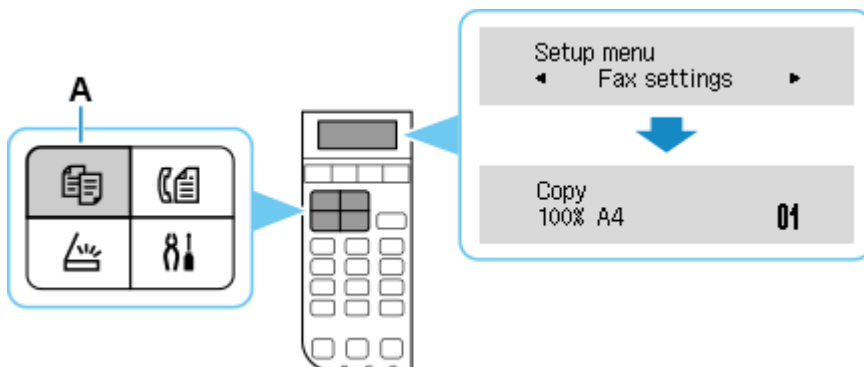 A
Setup menu
◄ Fax settings ►
Copy
100% A4 01